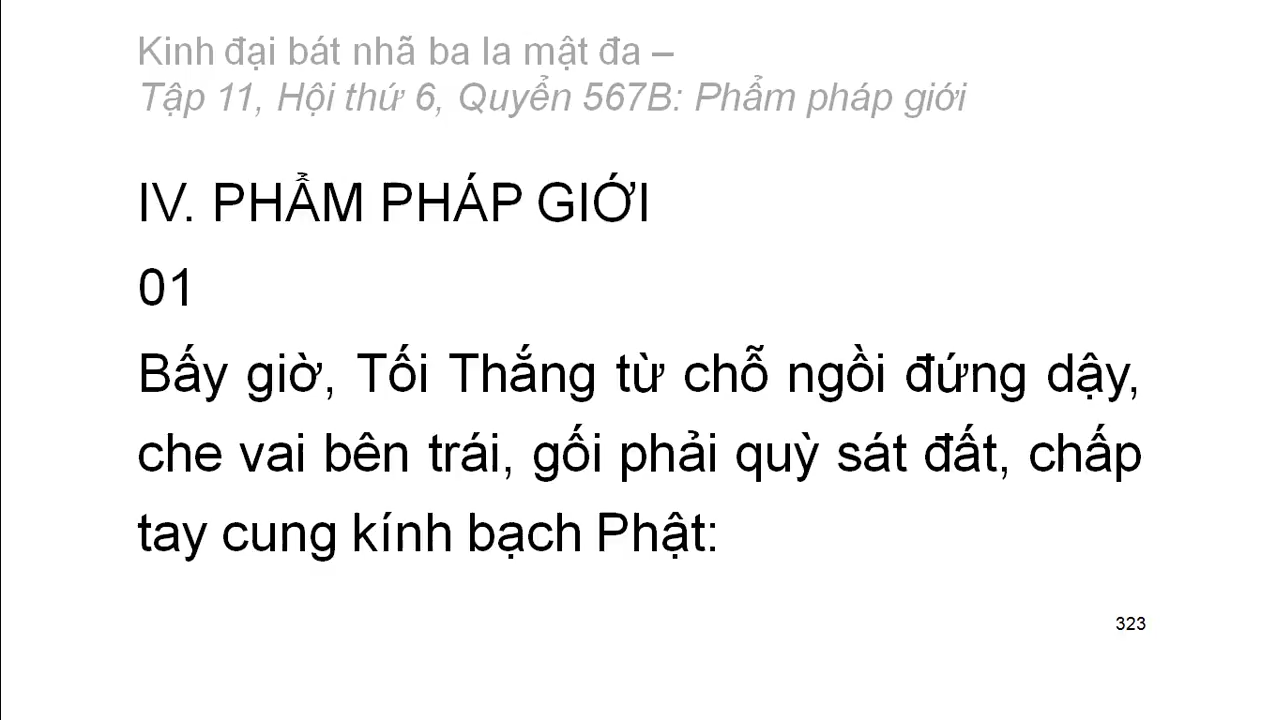 Kinh đại bát nhã ba la mật đa –
Tập 11, Hội thứ 6, Quyển 567B: Phẩm pháp giới
IV. PHẨM PHÁP GIỚI
01
Bấy giờ, Tối Thắng từ chỗ ngồi đứng dậy,
che vai bên trái, gối phải quỳ sát đất, chấp
tay cung kính bạch Phật:
323